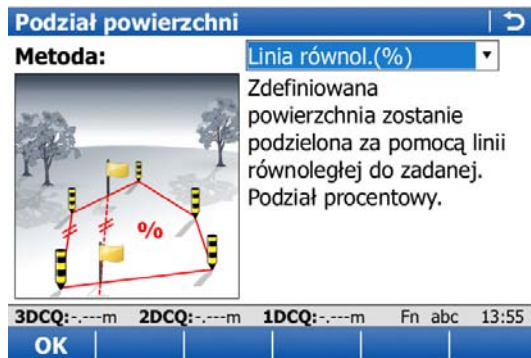 Podział powierzchni
Metoda:
Linia równol.(%)
Zdefiniowana
powierzchnia zostanie
podzielona za pomocą linii
równoległej do zadanej.
Podział procentowy.
%
3DCQ:-.---m 2DCQ:-.---m 1DCQ:-.---m Fn abc 13:55
OK